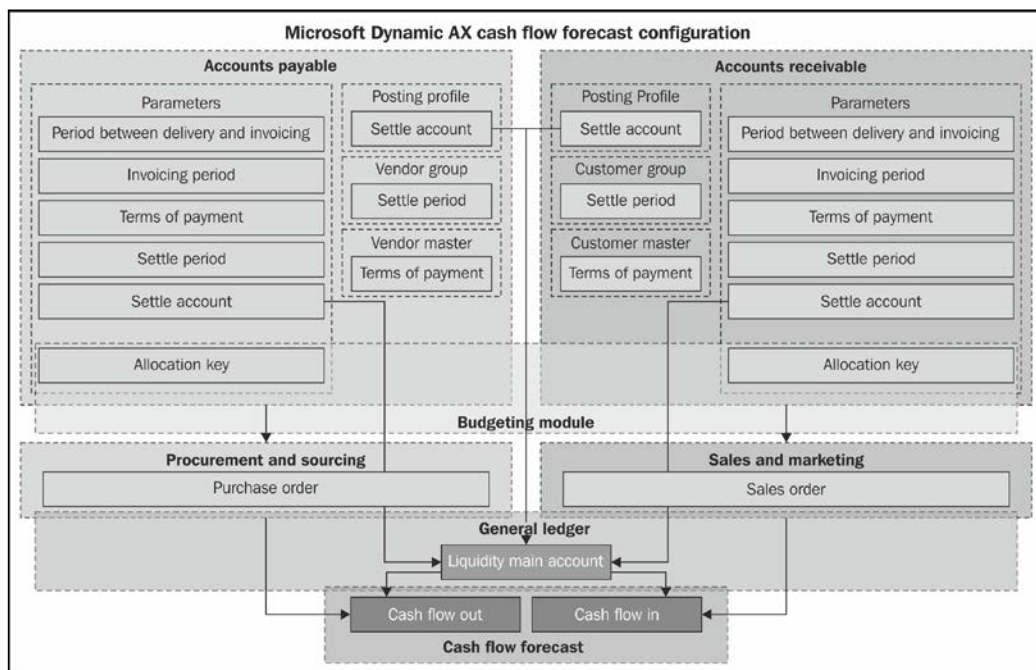 Microsoft Dynamic AX cash flow forecast configuration
Accounts payable
Parameters
Period between delivery and invoicing
Invoicing period
Terms of payment
Settle period
Settle account
Allocation key
Posting profile
Settle account
Vendor group
Settle period
Vendor master
Terms of payment
Accounts receivable
Posting Profile
Settle account
Customer group
Settle period
Customer master
Terms of payment
Parameters
Period between delivery and invoicing
Invoicing period
Terms of payment
Settle period
Settle account
Allocation key
Budgeting module
Procurement and sourcing
Purchase order
Sales and marketing
Sales order
General ledger
Liquidity main account
Cash flow out
Cash flow in
Cash flow forecast